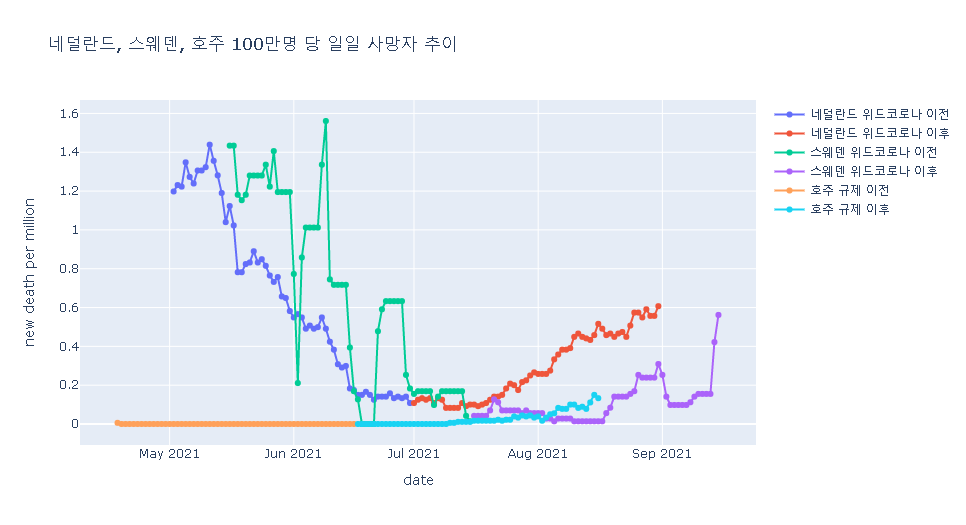 네덜란드, 스웨덴, 호주 100만명 당 일일 사망자 추이
new death per million
1.6
1.4
1.2
1
0.8
0.6
0.4
0.2
0
May 2021
Jun 2021
Jul 2021
Aug 2021
Sep 2021
date
네덜란드 위드코로나 이전
네덜란드 위드코로나 이후
스웨덴 위드코로나 이전
스웨덴 위드코로나 이후
호주 규제 이전
호주 규제 이후